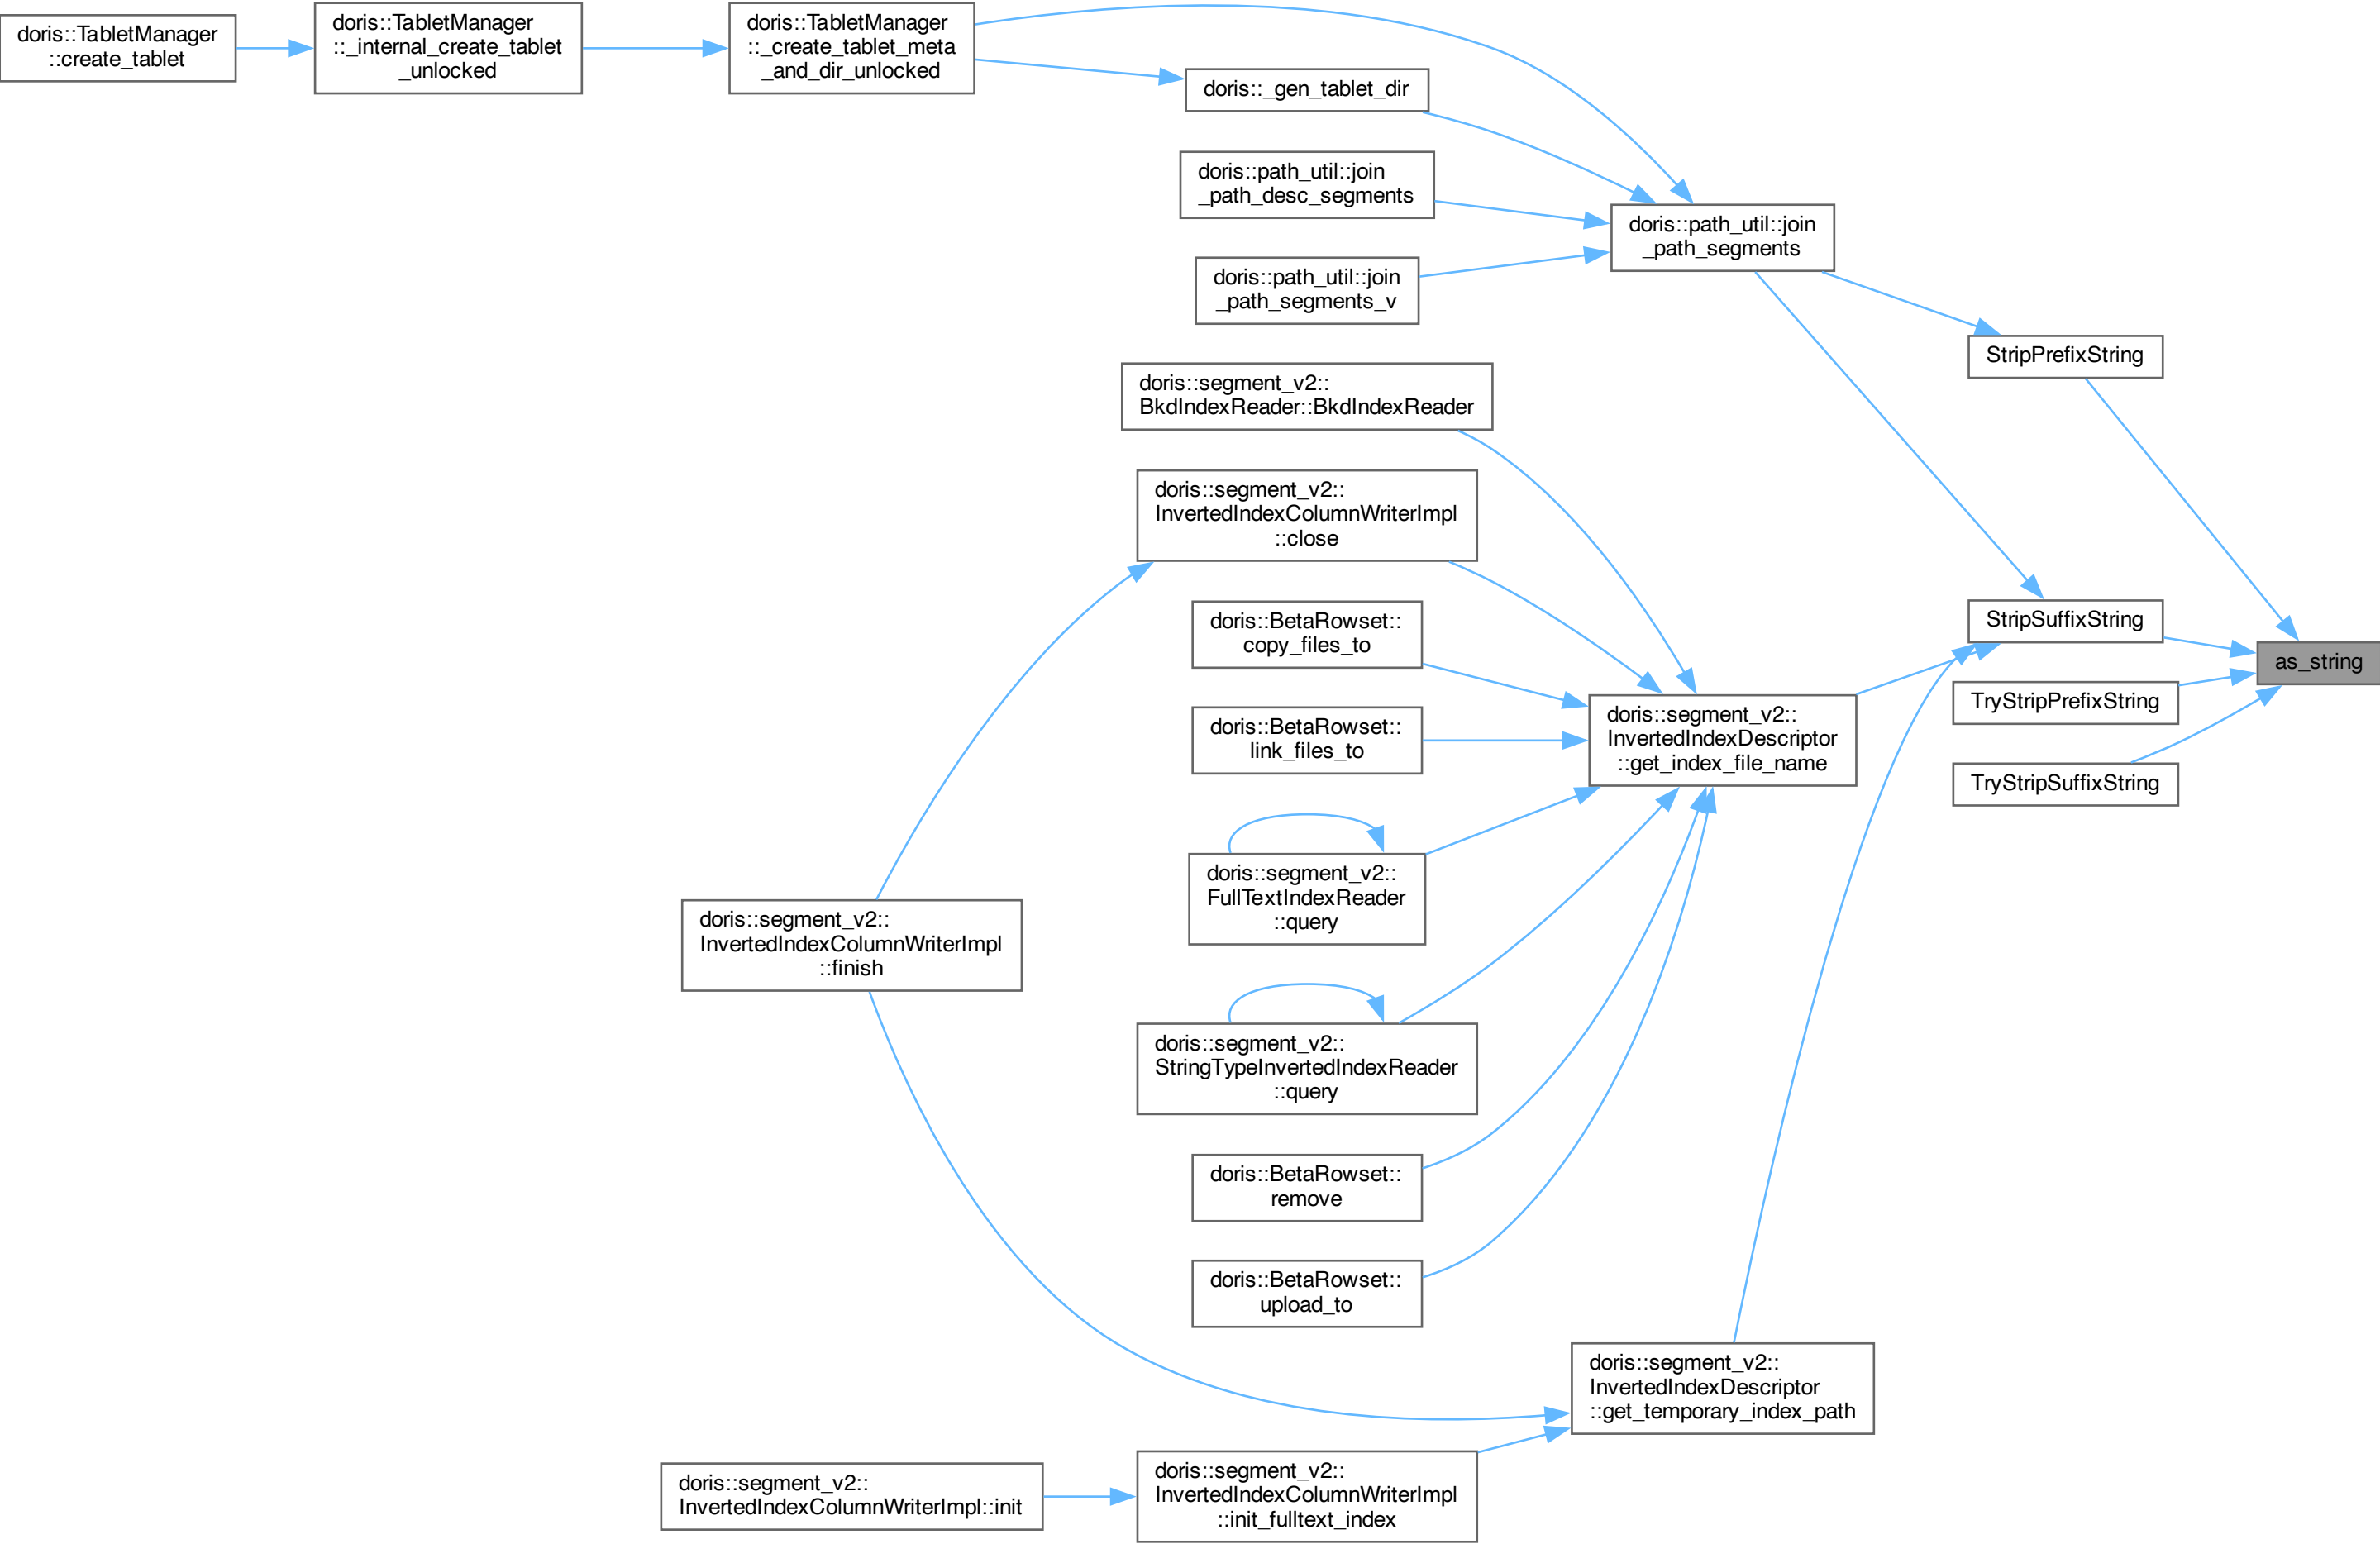 doris::TabletManager
::create_tablet
doris::TabletManager
::_internal_create_tablet
_unlocked
doris::TabletManager
::_create_tablet_meta
_and_dir_unlocked
doris::_gen_tablet_dir
doris::path_util::join
_path_desc_segments
doris::path_util::join
_path_segments_v
doris::path_util::join
_path_segments
StripPrefixString
doris::segment_v2::
BkdIndexReader::BkdIndexReader
doris::segment_v2::
InvertedIndexColumnWriterImpl
::close
doris::BetaRowset::
copy_files_to
doris::BetaRowset::
link_files_to
doris::segment_v2::
InvertedIndexDescriptor
::get_index_file_name
StripSuffixString
as_string
TryStripPrefixString
TryStripSuffixString
doris::segment_v2::
FullTextIndexReader
::query
doris::segment_v2::
InvertedIndexColumnWriterImpl
::finish
doris::segment_v2::
StringTypeInvertedIndexReader
::query
doris::BetaRowset::
remove
doris::BetaRowset::
upload_to
doris::segment_v2::
InvertedIndexDescriptor
::get_temporary_index_path
doris::segment_v2::
InvertedIndexColumnWriterImpl::init
doris::segment_v2::
InvertedIndexColumnWriterImpl
::init_fulltext_index